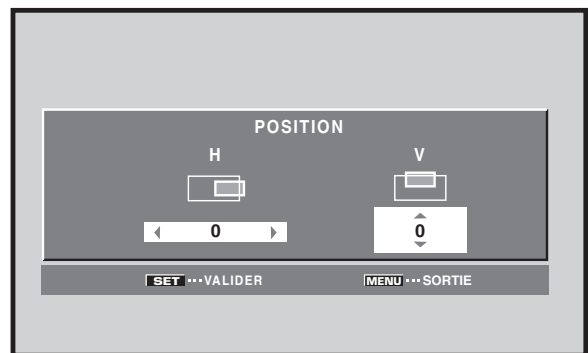 POSITION
H V
0 0
SET ···VALIDER MENU ···SORTIE